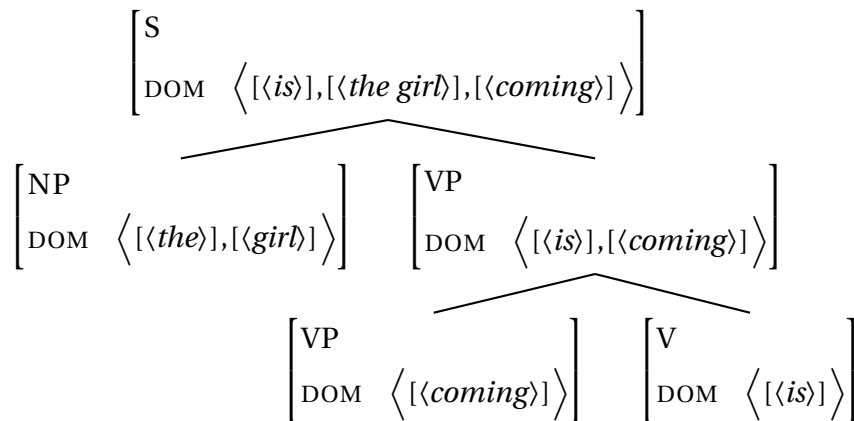 S
DOM ⟨[⟨is⟩],[⟨the girl⟩],[⟨coming⟩]⟩
NP VP
DOM ⟨[⟨the⟩],[⟨girl⟩]⟩ DOM ⟨[⟨is⟩],[⟨coming⟩]⟩
VP V
DOM ⟨[⟨coming⟩]⟩ DOM ⟨[⟨is⟩]⟩